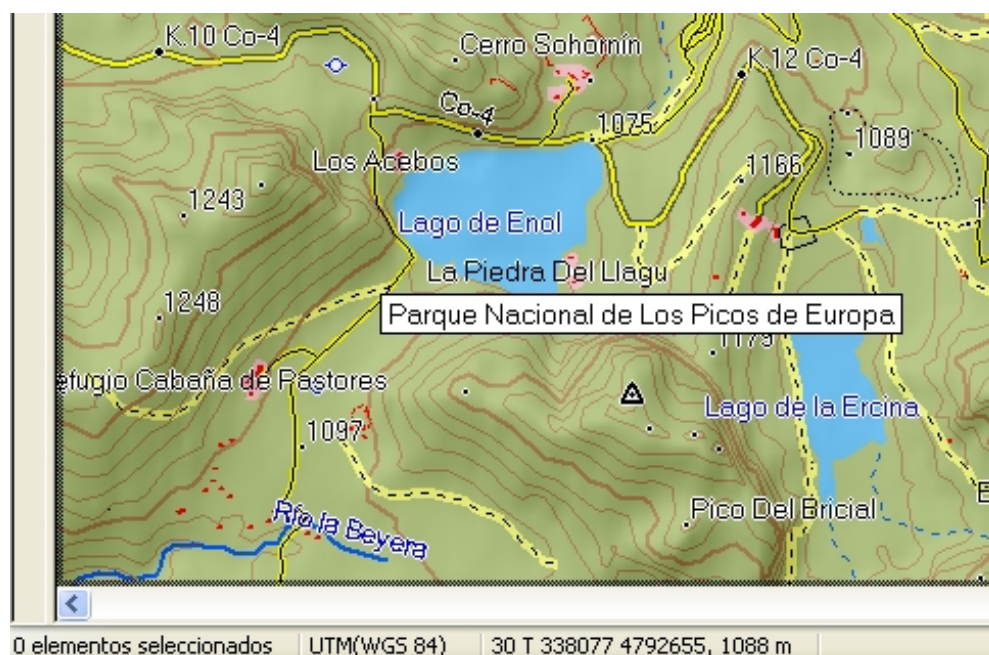 K.10 Co-4
Cerro Sohornín
K.12 Co-4
Co-4
1075
1089
Los Acebos
1166
1243
Lago de Enol
1
La Piedra Del Llagu
1248
Parque Nacional de Los Picos de Europa
1179
efugio Cabaña de Pastores
Lago de la Ercina
1097
E
Pico Del Bricial
Río la Beyera
0 elementos seleccionados
UTM(WGS 84)
30 T 338077 4792655, 1088 m